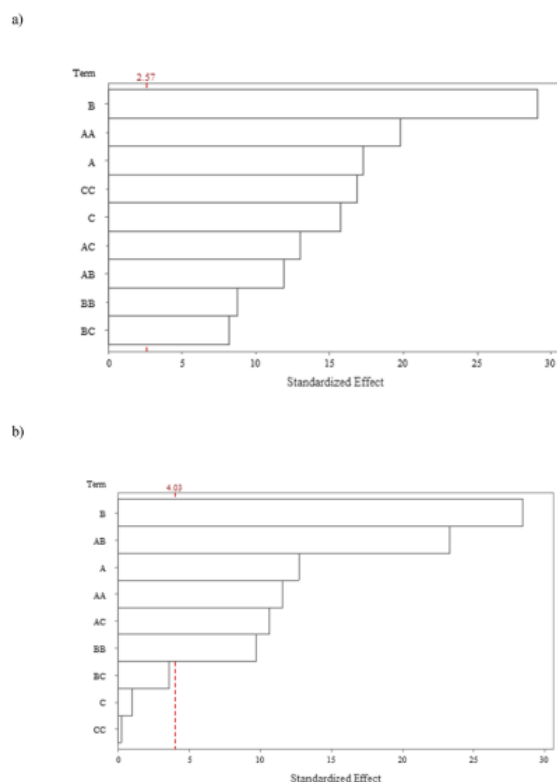 a)
Term
2.57
B
AA
A
CC
C
AC
AB
BB
BC
0 5 10 15 20 25 30
Standardized Effect
b)
Term
4.03
B
AB
A
AA
AC
BB
BC
C
CC
0 5 10 15 20 25 30
Standardized Effect